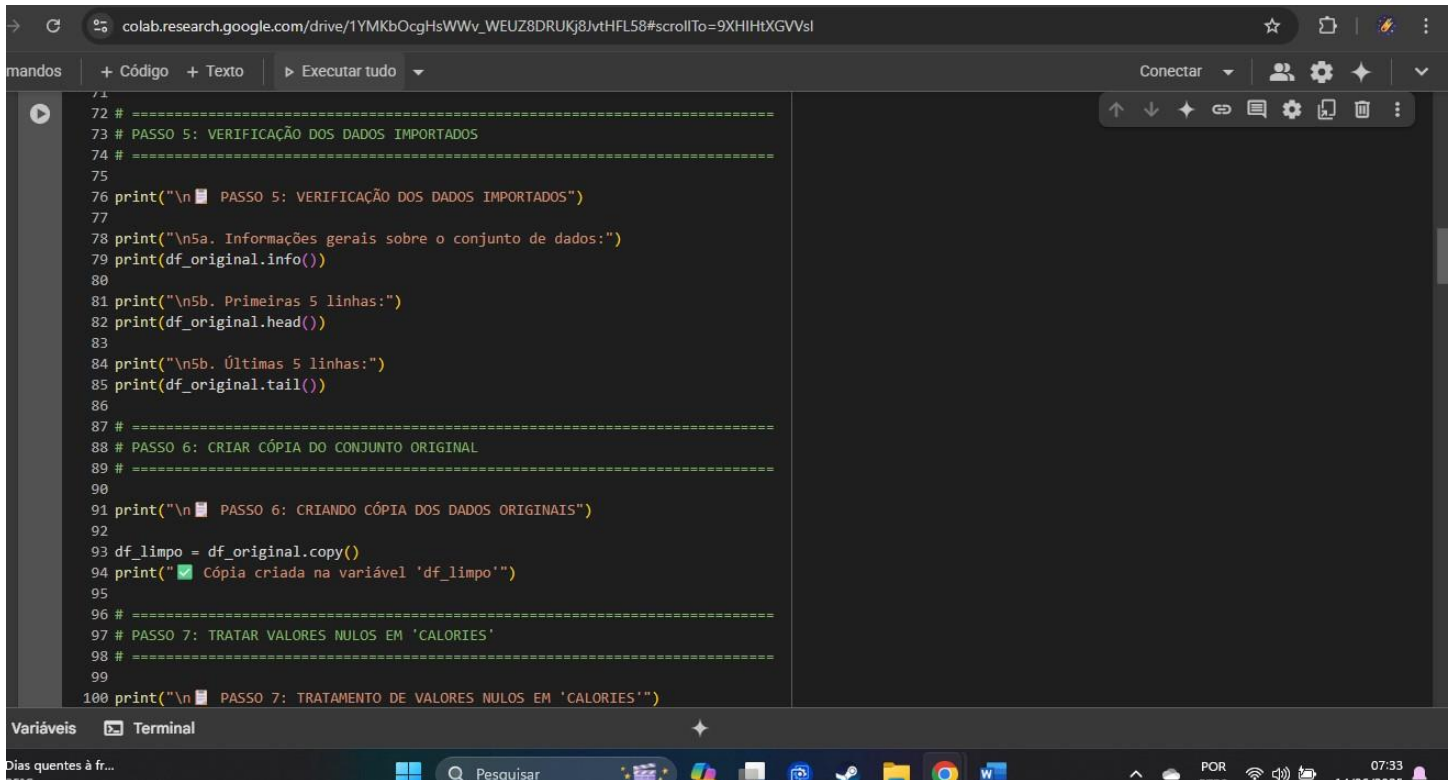 colab.research.google.com/drive/1YMKbOcgHsWWv_WEUZ8DRUKj8JvtHFL58#scrollTo=9XHIHtXGVVsI
mandos + Código + Texto Executar tudo Conectar
71
72 # ============================================================================
73 # PASSO 5: VERIFICAÇÃO DOS DADOS IMPORTADOS
74 # ============================================================================
75
76 print("\n📋 PASSO 5: VERIFICAÇÃO DOS DADOS IMPORTADOS")
77
78 print("\n5a. Informações gerais sobre o conjunto de dados:")
79 print(df_original.info())
80
81 print("\n5b. Primeiras 5 linhas:")
82 print(df_original.head())
83
84 print("\n5b. Últimas 5 linhas:")
85 print(df_original.tail())
86
87 # ============================================================================
88 # PASSO 6: CRIAR CÓPIA DO CONJUNTO ORIGINAL
89 # ============================================================================
90
91 print("\n📋 PASSO 6: CRIANDO CÓPIA DOS DADOS ORIGINAIS")
92
93 df_limpo = df_original.copy()
94 print("✅ Cópia criada na variável 'df_limpo'")
95
96 # ============================================================================
97 # PASSO 7: TRATAR VALORES NULOS EM 'CALORIES'
98 # ============================================================================
99
100 print("\n📋 PASSO 7: TRATAMENTO DE VALORES NULOS EM 'CALORIES'")
Variáveis Terminal
Dias quentes à fr...
Pesquisar
POR
07:33